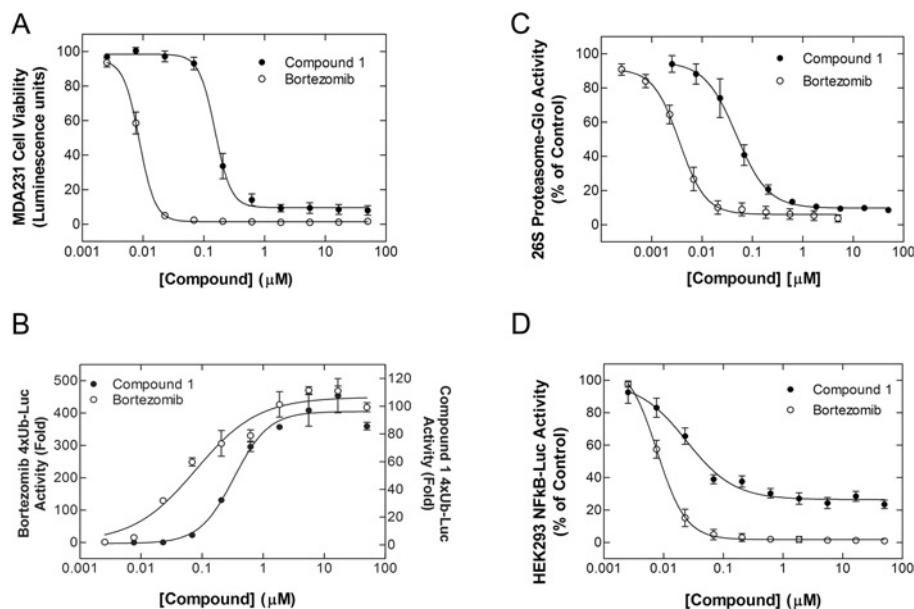 A
MDA231 Cell Viability
(Luminescence units)
100
80
60
40
20
0
Compound 1
Bortezomib
0.001
0.01
0.1
1
10
100
[Compound] (µM)
C
26S Proteasome-Glo Activity
(% of Control)
100
80
60
40
20
0
Compound 1
Bortezomib
0.001
0.01
0.1
1
10
100
[Compound] [µM]
B
Bortezomib 4xUb-Luc
Activity (Fold)
500
400
300
200
100
0
Compound 1
Bortezomib
120
100
80
60
40
20
0
Compound 1 4xUb-Luc
Activity (Fold)
0.001
0.01
0.1
1
10
100
[Compound] (µM)
D
HEK293 NFkB-Luc Activity
(% of Control)
100
80
60
40
20
0
Compound 1
Bortezomib
0.001
0.01
0.1
1
10
100
[Compound] (µM)